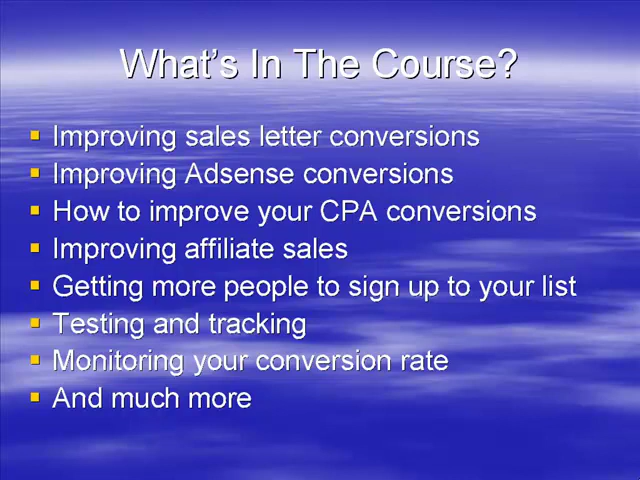 What's In The Course?
Improving sales letter conversions
Improving Adsense conversions
How to improve your CPA conversions
Improving affiliate sales
Getting more people to sign up to your list
Testing and tracking
Monitoring your conversion rate
And much more